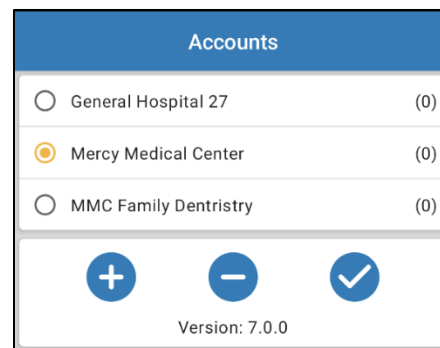 Accounts
General Hospital 27 (0)
Mercy Medical Center (0)
MMC Family Dentristry (0)
Version: 7.0.0